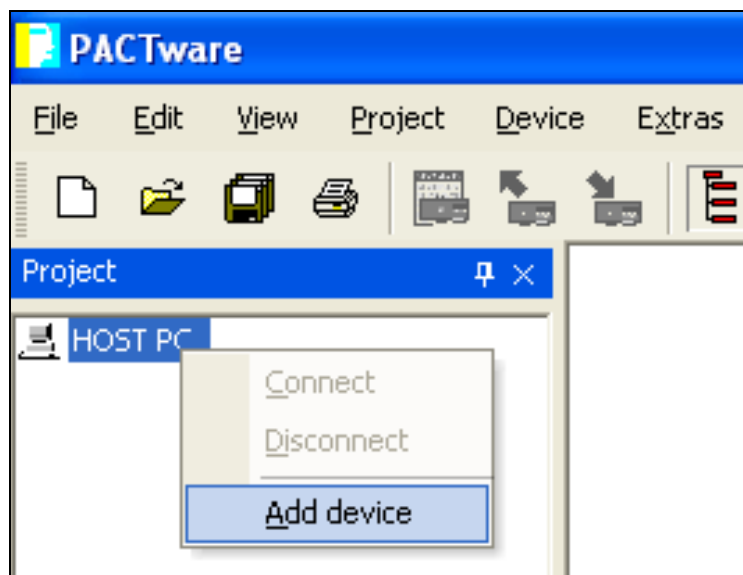 PACTware
File Edit View Project Device Extras
Project
HOST PC
Connect
Disconnect
Add device